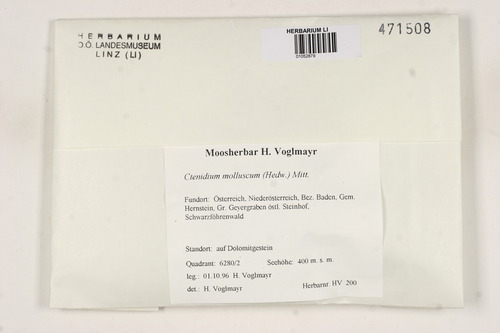 HERBARIUM
O.Ö. LANDESMUSEUM
LINZ (LI)
HERBARIUM LI
01052879
471508
Moosherbar H. Voglmayr
Ctenidium molluscum (Hedw.) Mitt.
Fundort: Österreich, Niederösterreich, Bez. Baden, Gem.
Hernstein, Gr. Geyergraben östl. Steinhof,
Schwarzföhrenwald
Standort: auf Dolomitgestein
Quadrant: 6280/2 Seehöhe: 400 m. s. m.
leg.: 01.10.96 H. Voglmayr
det.: H. Voglmayr Herbarnr. HV 200